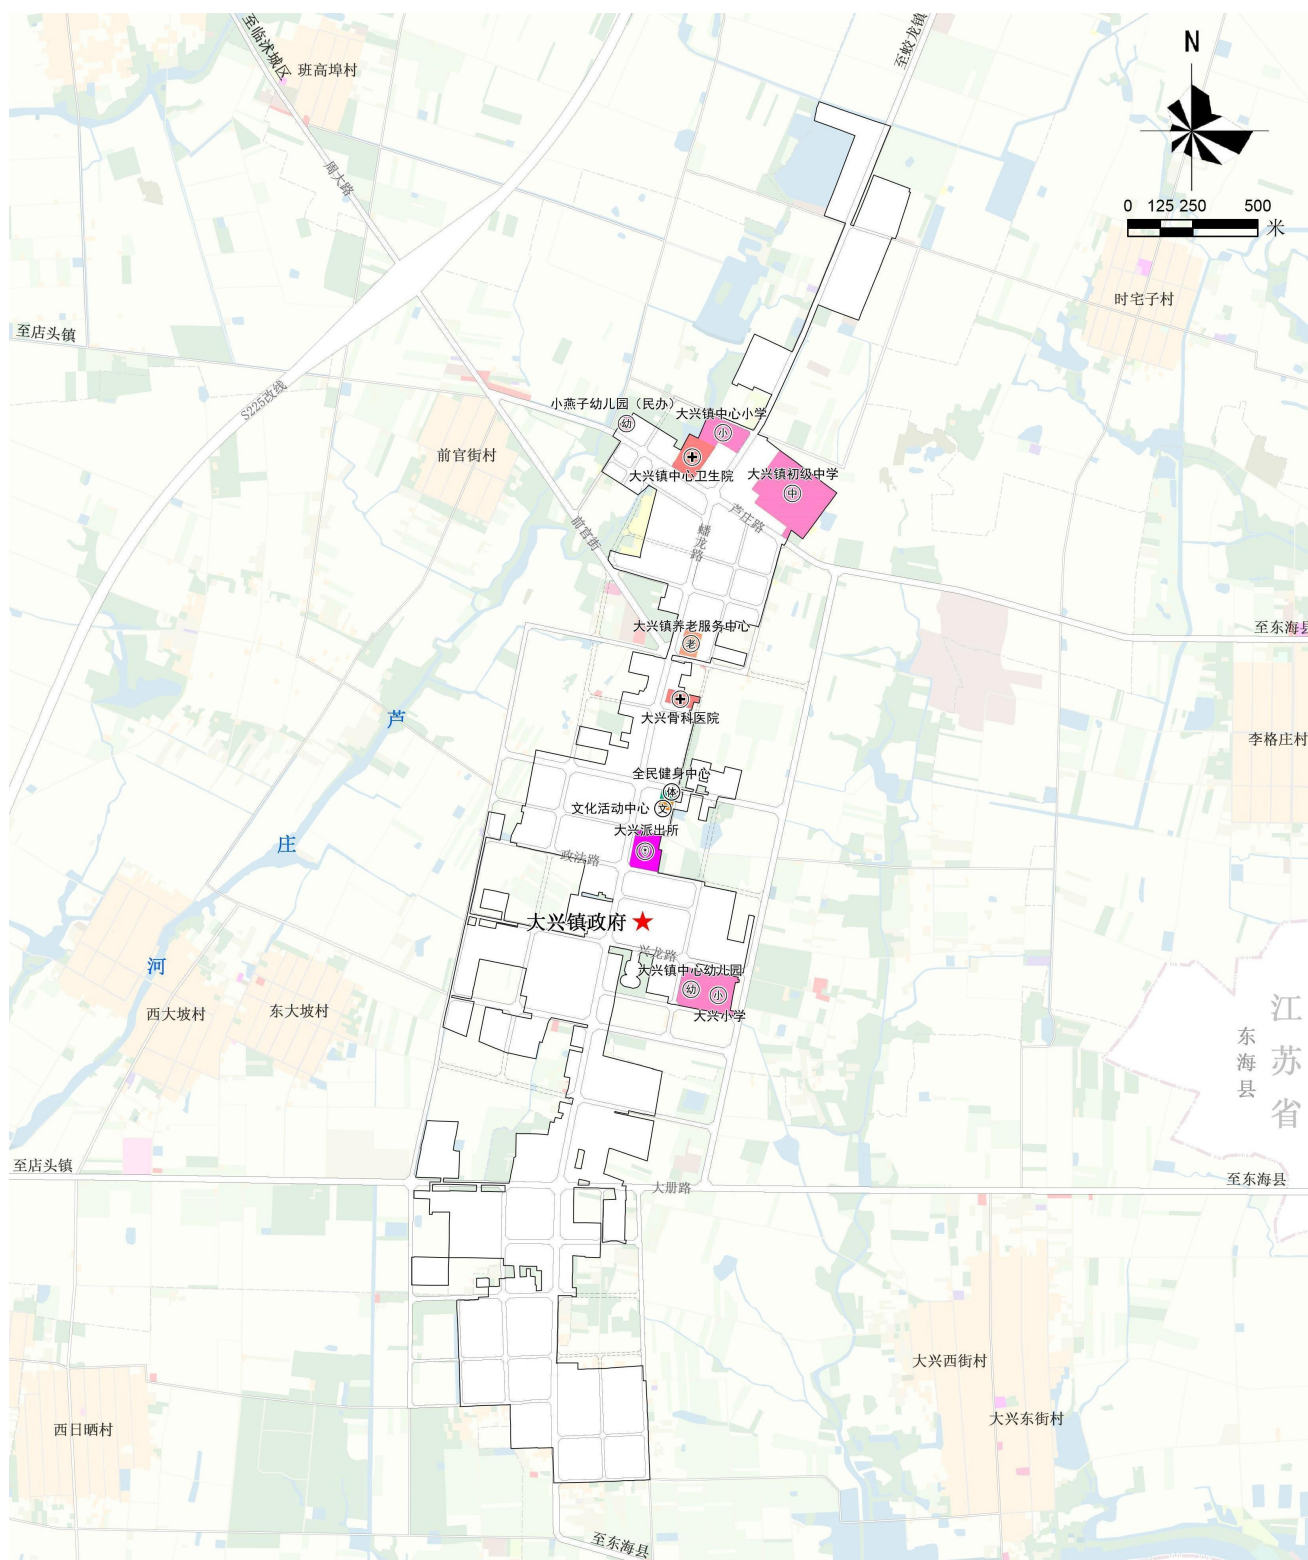 至临沭城区
班高埠村
至蛟龙镇
N
周大路
0 125 250 500
米
时宅子村
至店头镇
S225改线
小燕子幼儿园（民办）
幼
大兴镇中心小学
小
前官街村
大兴镇中心卫生院
大兴镇初级中学
中
前官街
蟠龙路
芦庄路
大兴镇养老服务中心
老
至东海县
大兴骨科医院
芦
庄
河
李格庄村
全民健身中心
体
文化活动中心
文
大兴派出所
政法路
大兴镇政府
兴龙路
大兴镇中心幼儿园
幼
小
大兴小学
西大坡村
东大坡村
江苏省
东海县
至店头镇
大册路
至东海县
大兴西街村
大兴东街村
西日晒村
至东海县